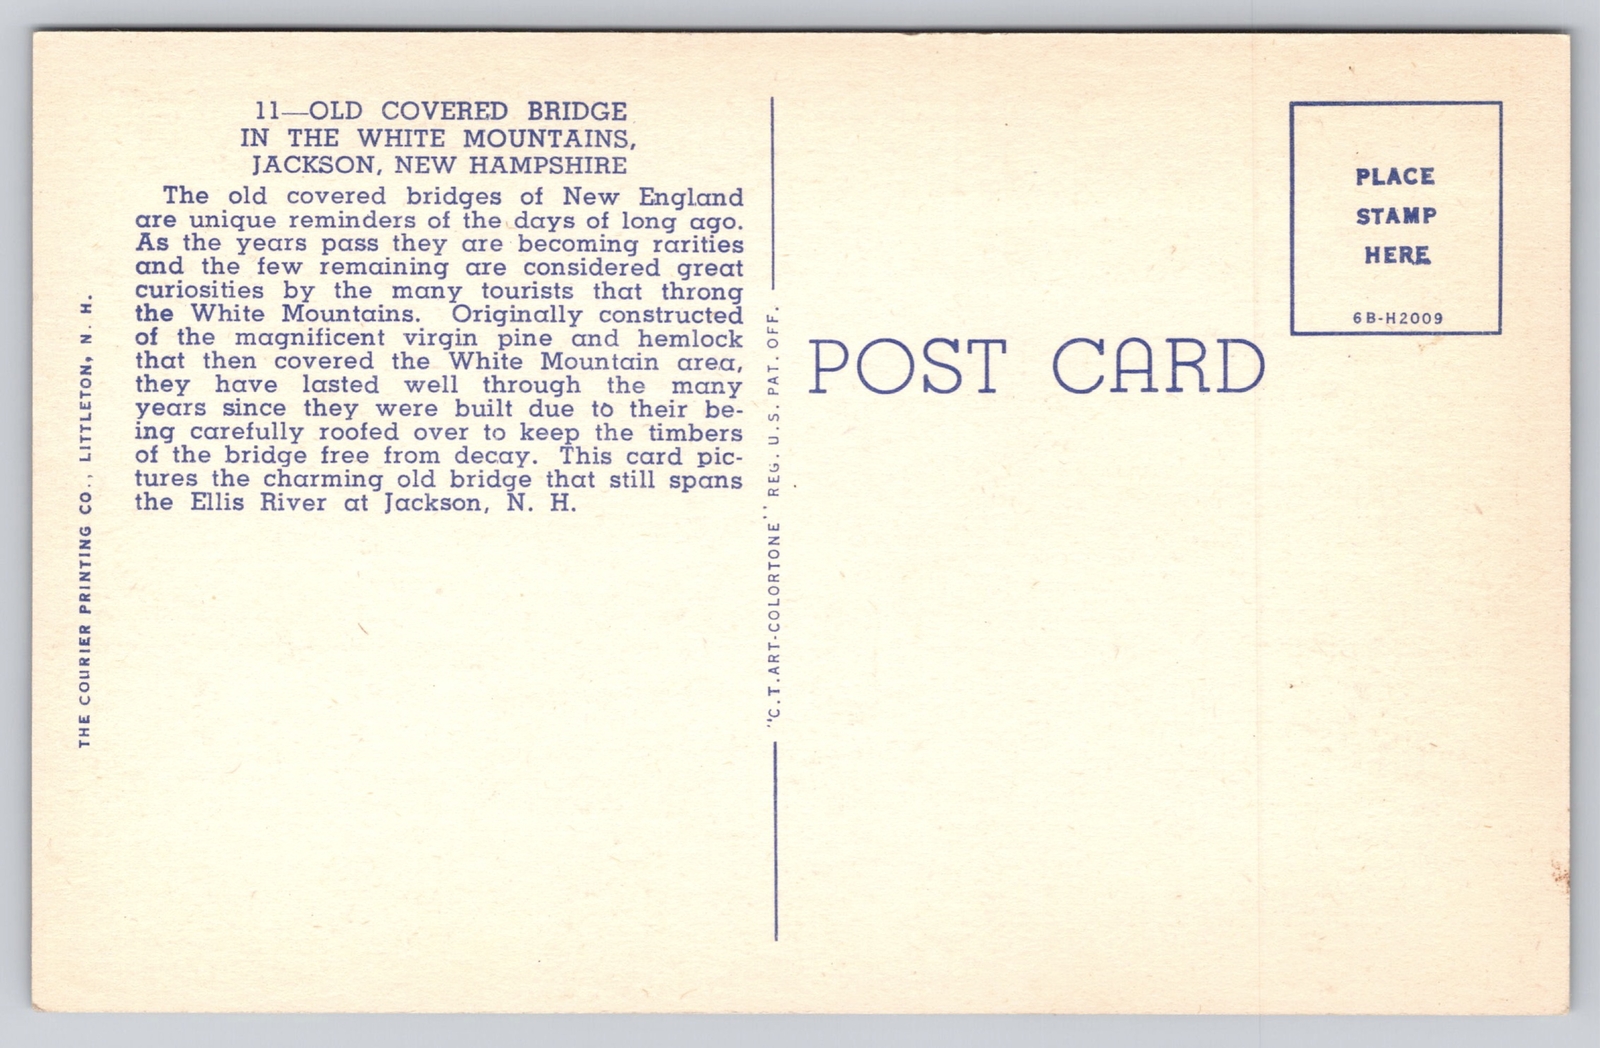 11—OLD COVERED BRIDGE
IN THE WHITE MOUNTAINS,
JACKSON, NEW HAMPSHIRE
The old covered bridges of New England
are unique reminders of the days of long ago.
As the years pass they are becoming rarities
and the few remaining are considered great
curiosities by the many tourists that throng
the White Mountains. Originally constructed
of the magnificent virgin pine and hemlock
that then covered the White Mountain area,
they have lasted well through the many
years since they were built due to their be-
ing carefully roofed over to keep the timbers
of the bridge free from decay. This card pic-
tures the charming old bridge that still spans
the Ellis River at Jackson, N. H.
THE COURIER PRINTING CO., LITTLETON, N. H.
"C. T. ART-COLORTONE" REG. U.S. PAT. OFF.
POST CARD
PLACE
STAMP
HERE
6B-H2009